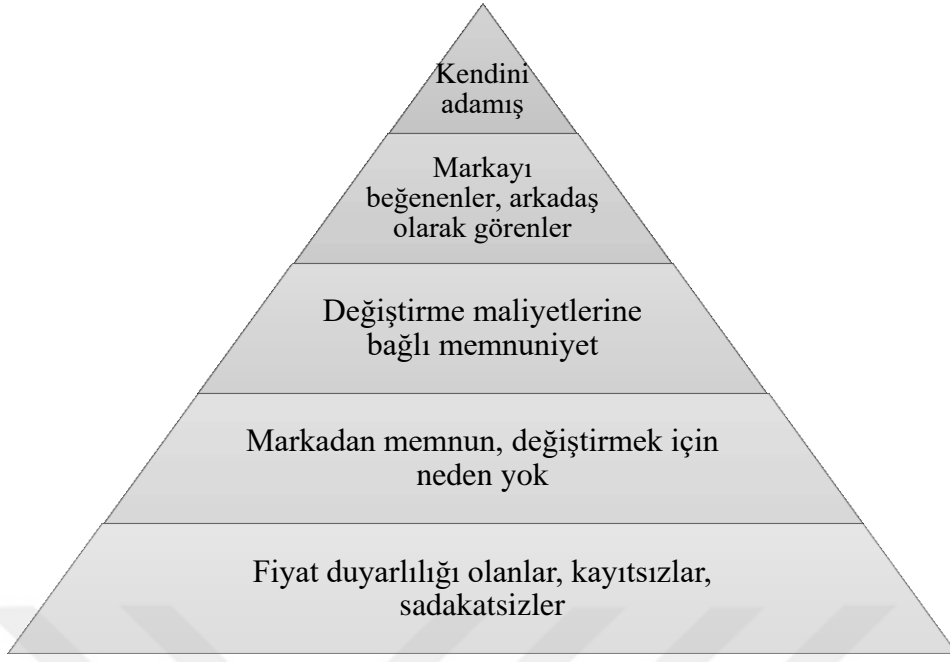 Kendini
adamış
Markayı
beğenenler, arkadaş
olarak görenler
Değiştirme maliyetlerine
bağlı memnuniyet
Markadan memnun, değiştirmek için
neden yok
Fiyat duyarlılığı olanlar, kayıtsızlar,
sadakatsizler